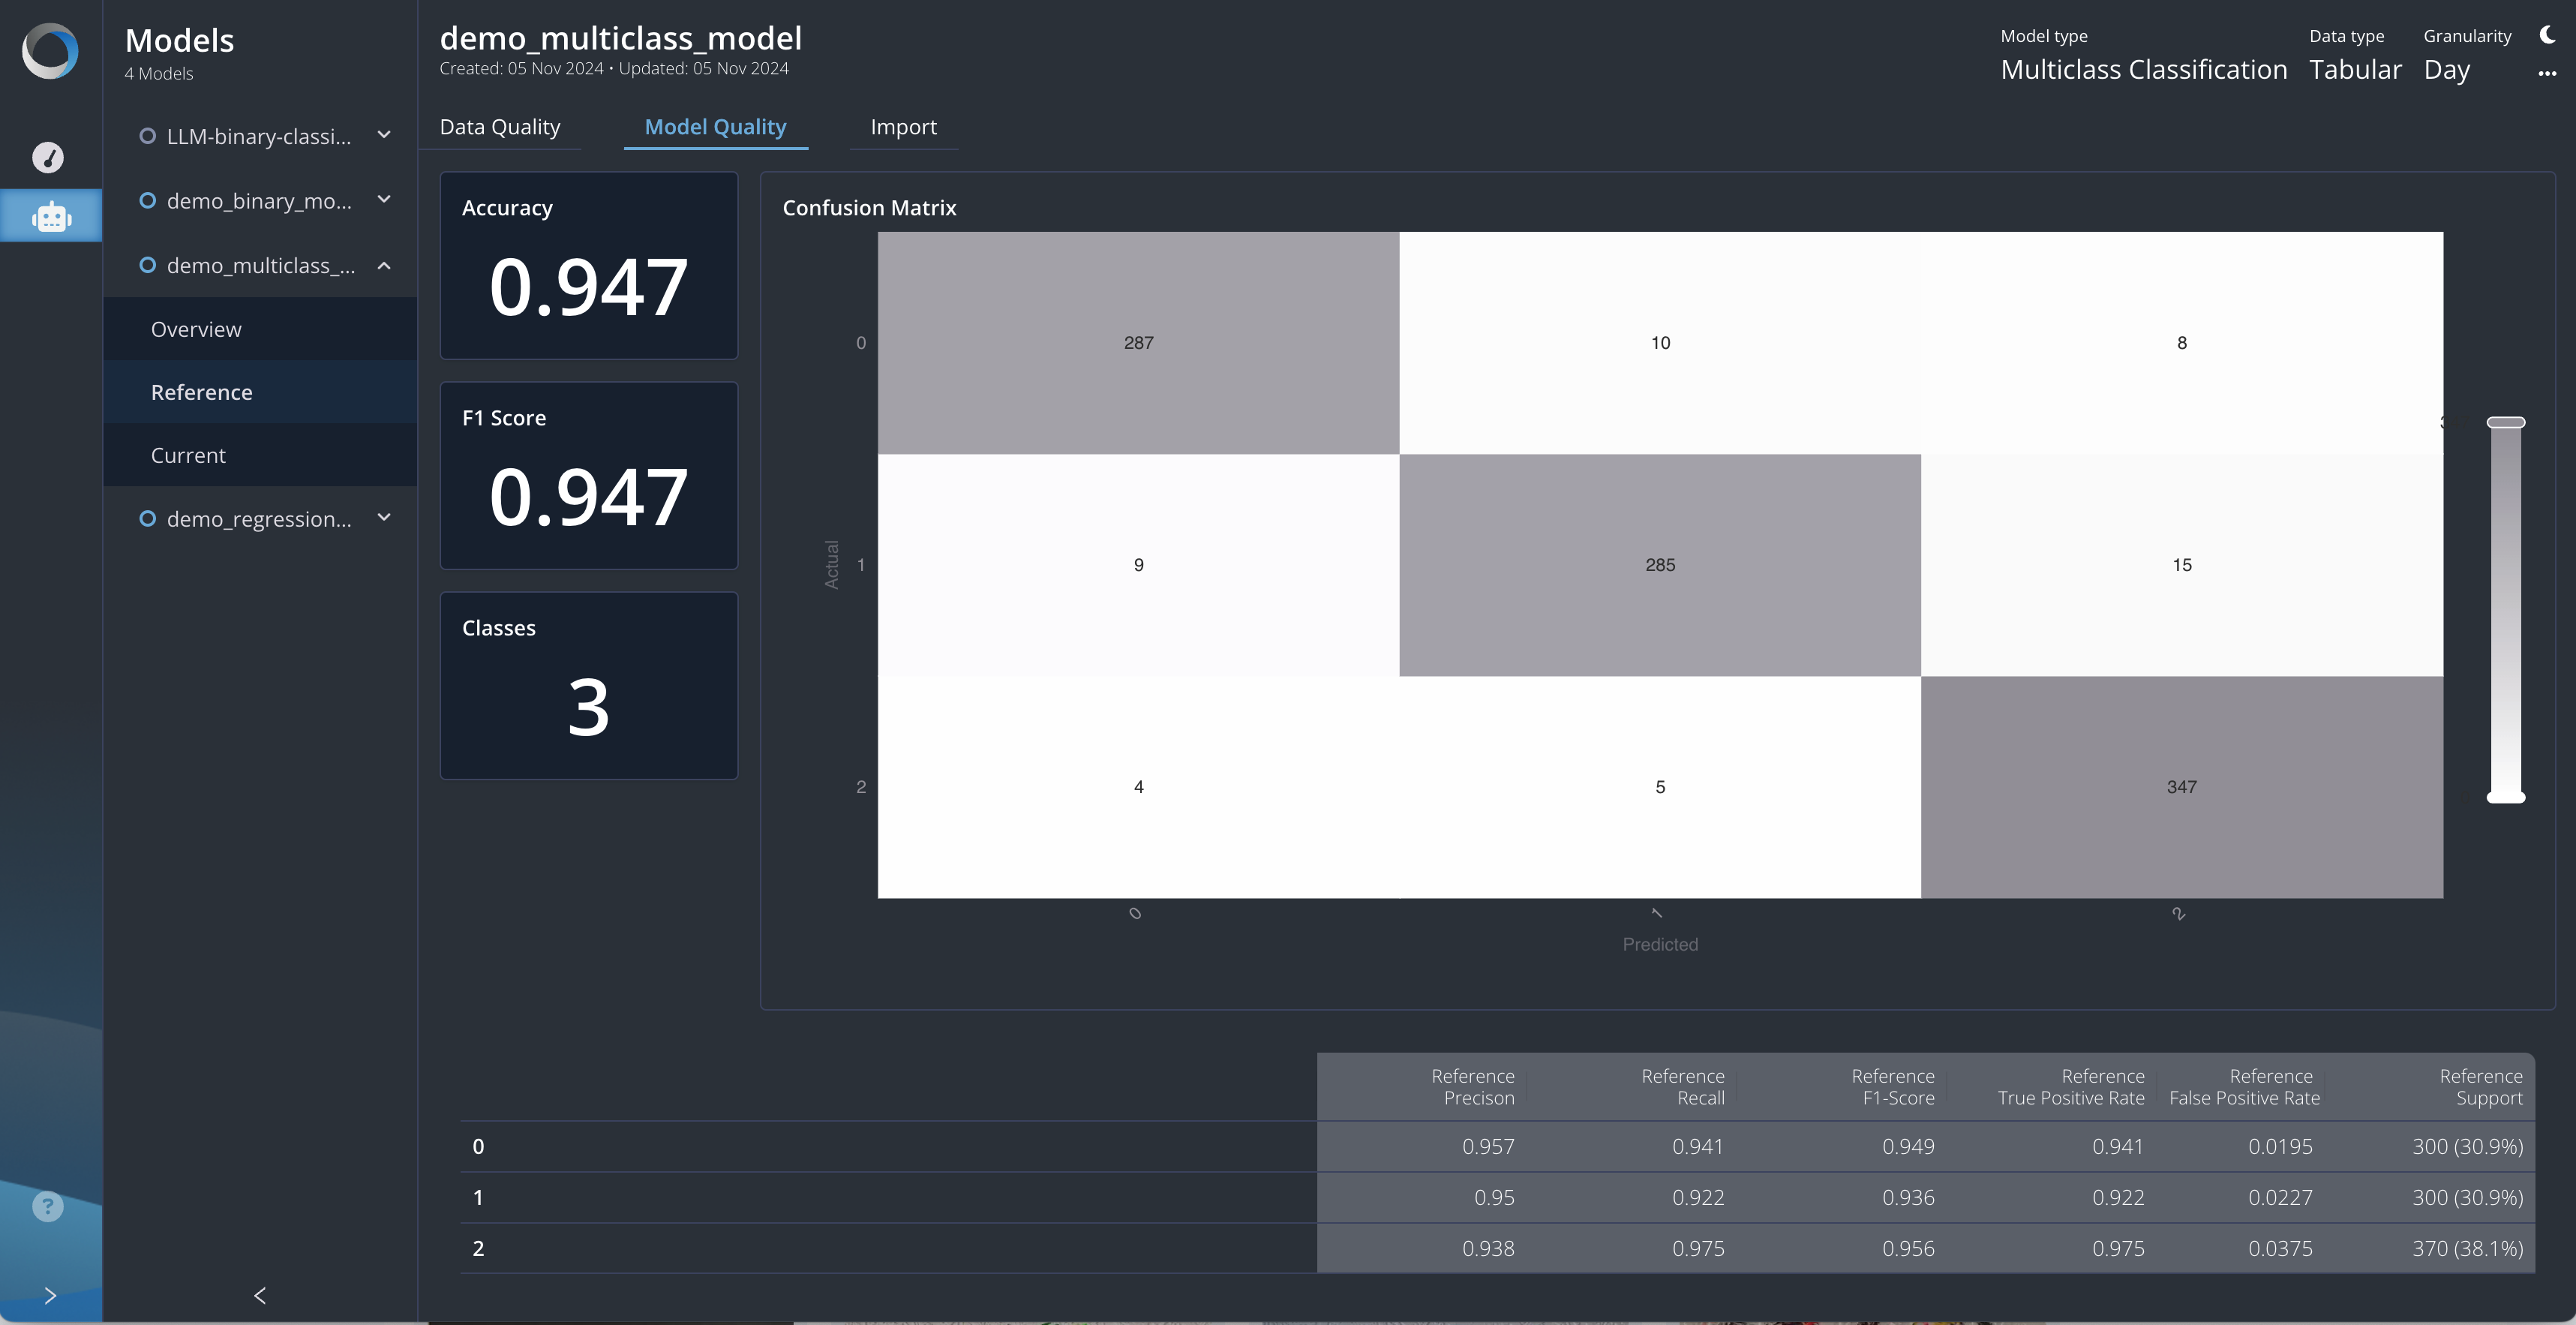 Models
4 Models
LLM-binary-classi...
demo_binary_mo...
demo_multiclass_...
Overview
Reference
Current
demo_regression...
?
demo_multiclass_model
Created: 05 Nov 2024 • Updated: 05 Nov 2024
Model type
Multiclass Classification
Data type
Tabular
Granularity
Day
Data Quality
Model Quality
Import
Accuracy
0.947
F1 Score
0.947
Classes
3
Confusion Matrix
0 287 10 8
Actual
1 9 285 15
2 4 5 347
0 1 2
Predicted
Reference Precison
Reference Recall
Reference F1-Score
Reference True Positive Rate
Reference False Positive Rate
Reference Support
0 0.957 0.941 0.949 0.941 0.0195 300 (30.9%)
1 0.95 0.922 0.936 0.922 0.0227 300 (30.9%)
2 0.938 0.975 0.956 0.975 0.0375 370 (38.1%)